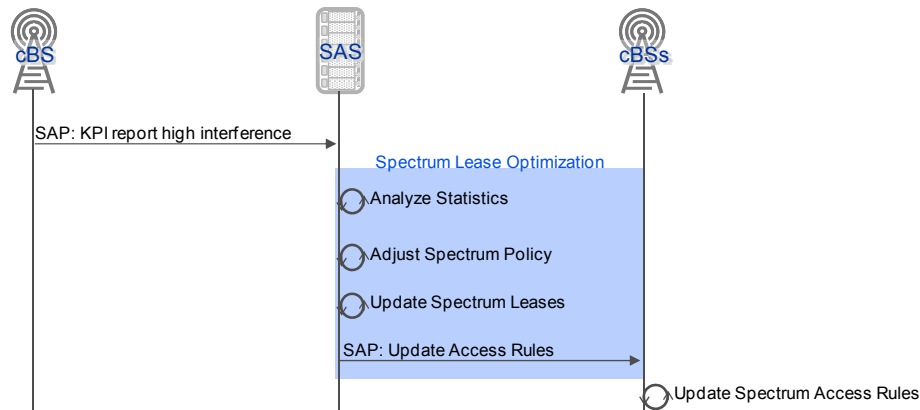 cBS
SAS
cBSs
SAP: KPI report high interference
Spectrum Lease Optimization
Analyze Statistics
Adjust Spectrum Policy
Update Spectrum Leases
SAP: Update Access Rules
Update Spectrum Access Rules